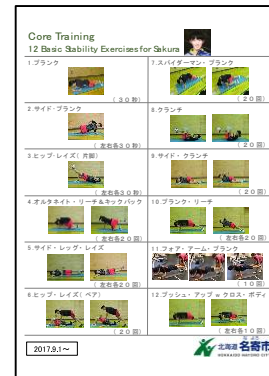 Core Training
12 Basic Stability Exercises for Sakura
1.プランク
(３０秒)
2.サイド・プランク
(左右各３０秒)
3.ヒップ・レイズ(片脚)
(左右各３０秒)
4.オルタネイト・リーチ＆キックバック
(左右各２０回)
5.サイド・レッグ・レイズ
(左右各２０回)
6.ヒップ・レイズ(ペア)
(２０回)
7.スパイダーマン・プランク
(２０回)
8.クランチ
(２０回)
9.サイド・クランチ
(左右各２０回)
10.プランク・リーチ
(左右各２０回)
11.フォア・アーム・プランク
(１０回)
12.プッシュ・アップ w クロス・ボディ
(左右各１０回)
2017.9.1～
北海道 名寄市
HOKKAIDO NAYORO CITY